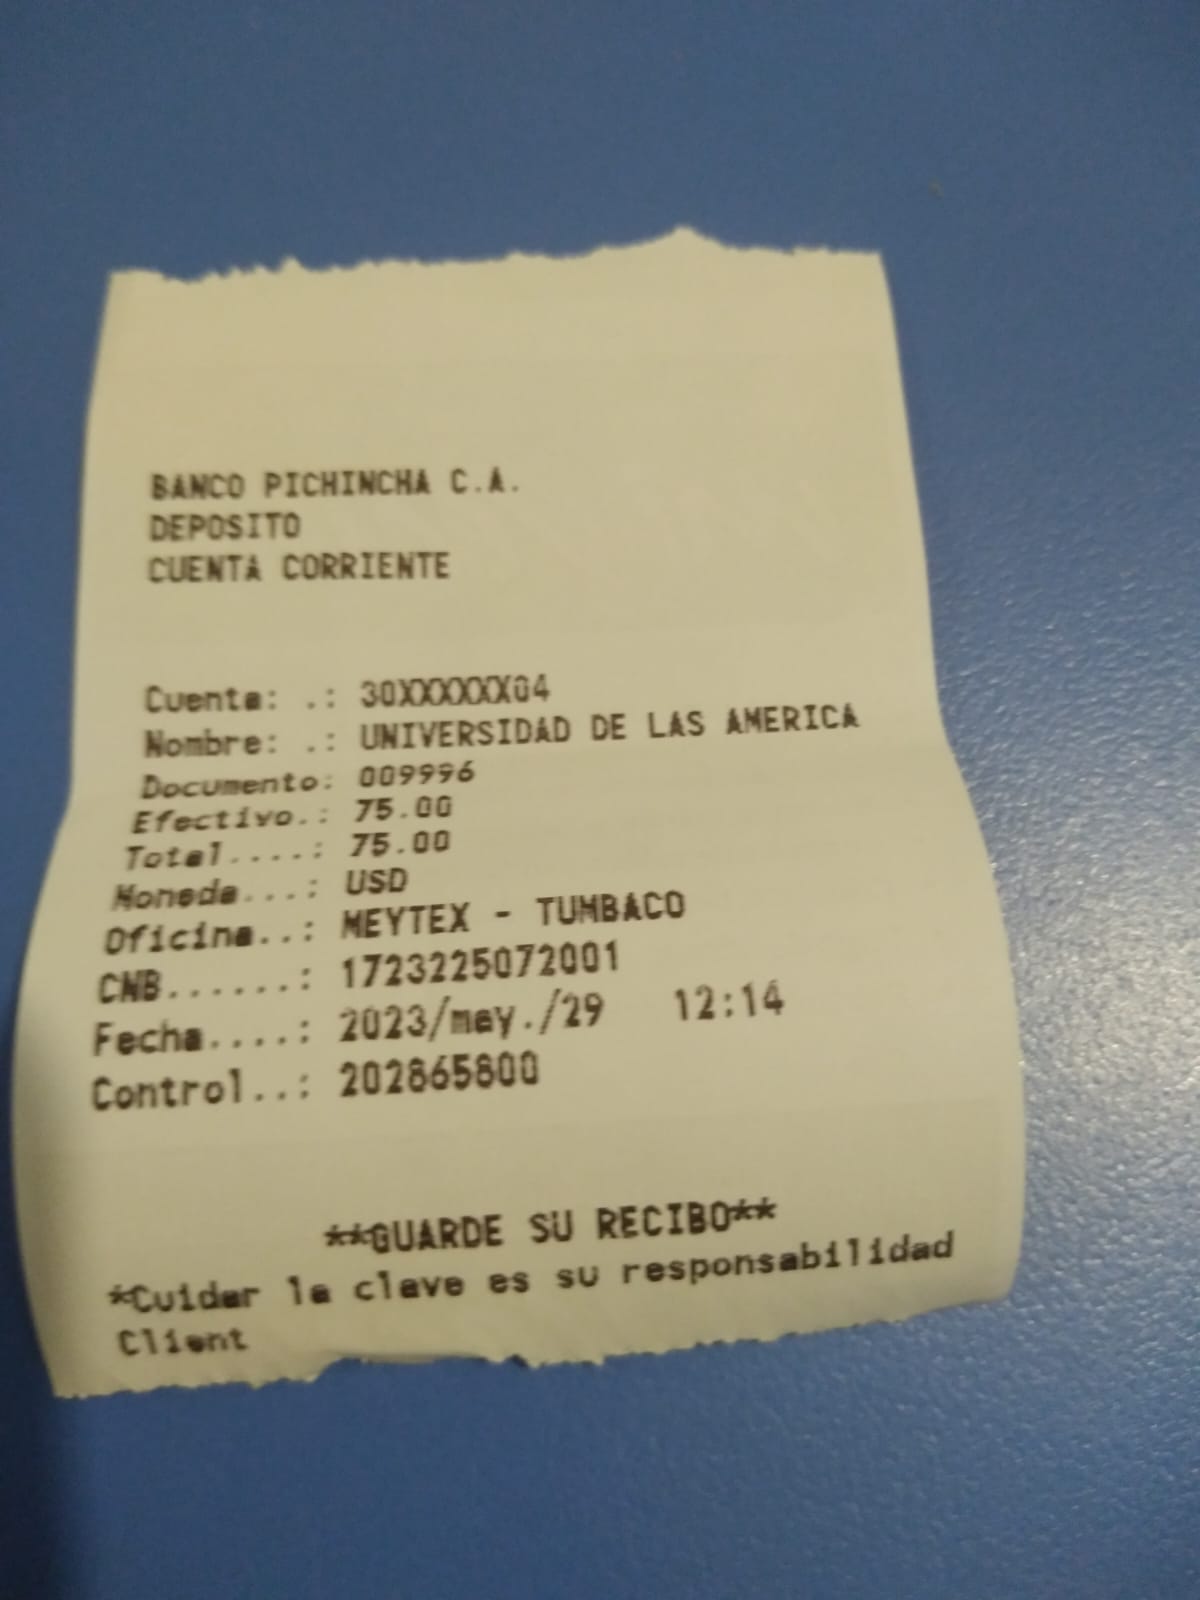 BANCO PICHINCHA C.A.
DEPOSITO
CUENTA CORRIENTE
Cuenta: .: 30XXXXXX04
Nombre: .: UNIVERSIDAD DE LAS AMERICA
Documento: 009996
Efectivo.: 75.00
Total....: 75.00
Moneda...: USD
Oficina..: MEYTEX - TUMBACO
CNB......: 1723225072001
Fecha....: 2023/may./29 12:14
Control..: 202865800
**GUARDE SU RECIBO**
*Cuidar la clave es su responsabilidad
Client